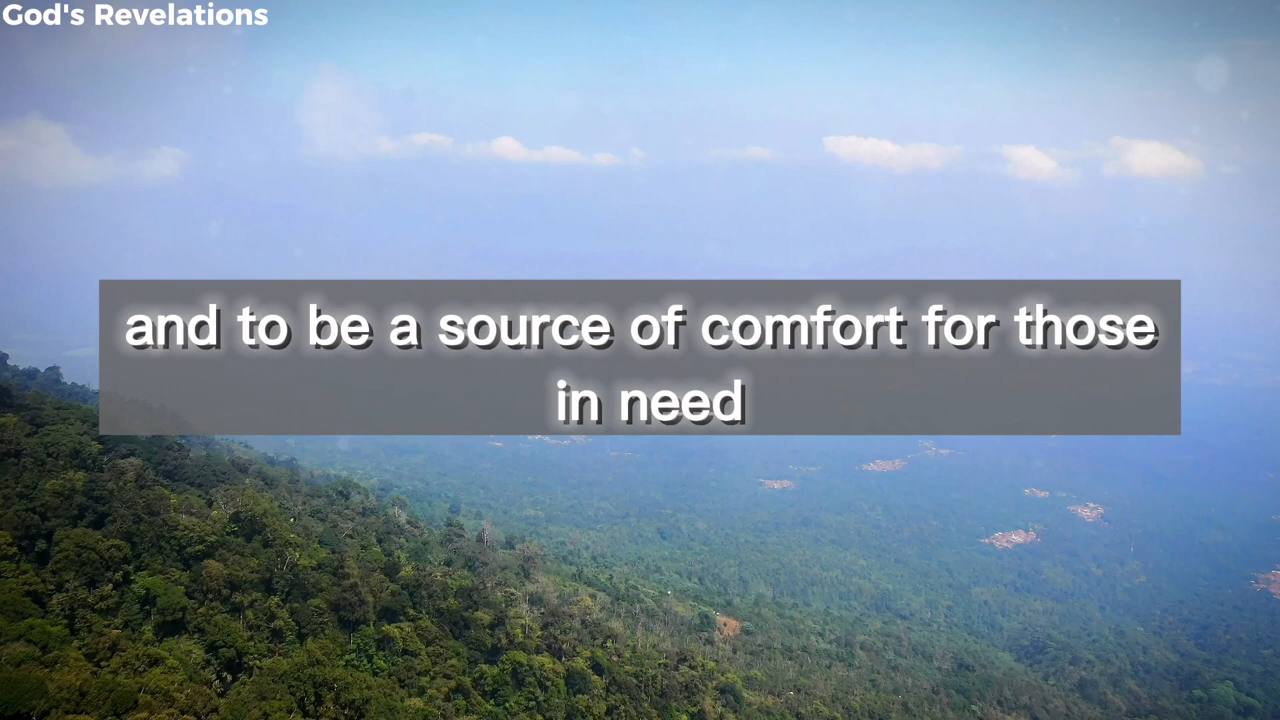 God's Revelations
and to be a source of comfort for those
in need